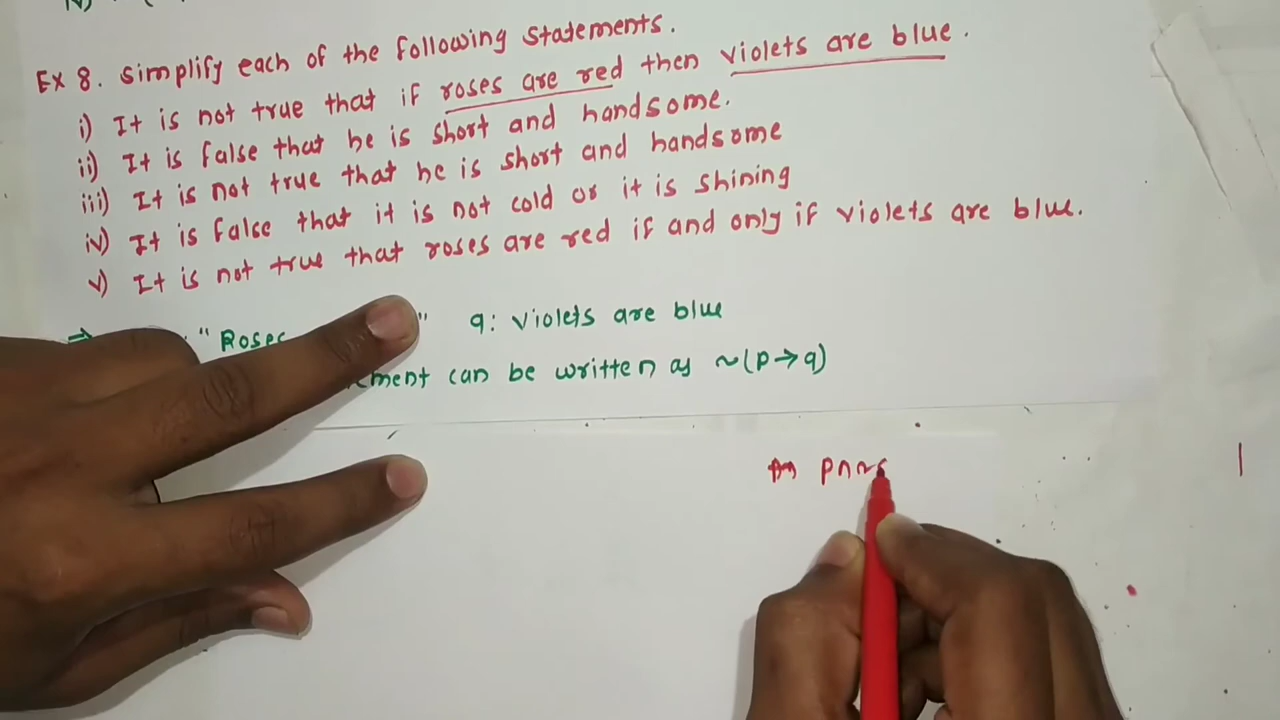 Ex 8. Simplify each of the following statements.
i) It is not true that if roses are red then violets are blue.
ii) It is false that he is short and handsome.
iii) It is not true that he is short and handsome
iv) It is false that it is not cold or it is shining
v) It is not true that roses are red if and only if violets are blue.
⇒ "Roses " q: violets are blue
can be written as ~(p→q)
p∧~